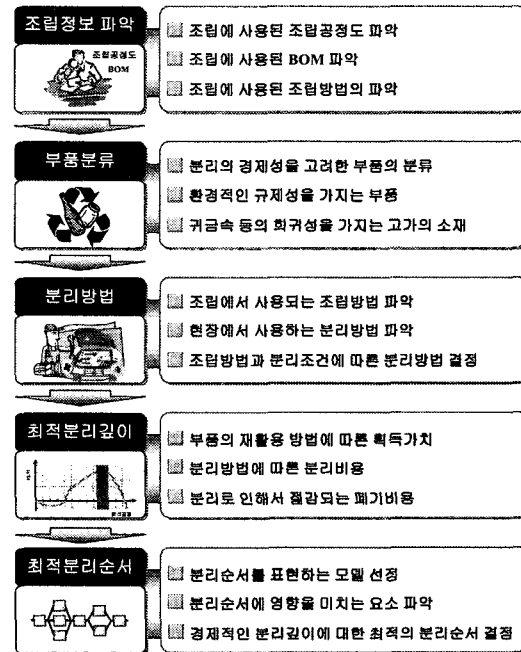 조립정보 파악
조립공정도
BOM
조립에 사용된 조립공정도 파악
조립에 사용된 BOM 파악
조립에 사용된 조립방법의 파악
부품분류
분리의 경제성을 고려한 부품의 분류
환경적인 규제성을 가지는 부품
귀금속 등의 희귀성을 가지는 고가의 소재
분리방법
조립에서 사용되는 조립방법 파악
현장에서 사용하는 분리방법 파악
조립방법과 분리조건에 따른 분리방법 결정
최적분리깊이
부품의 재활용 방법에 따른 획득가치
분리방법에 따른 분리비용
분리로 인해서 절감되는 폐기비용
최적분리순서
분리순서를 표현하는 모델 선정
분리순서에 영향을 미치는 요소 파악
경제적인 분리깊이에 대한 최적의 분리순서 결정